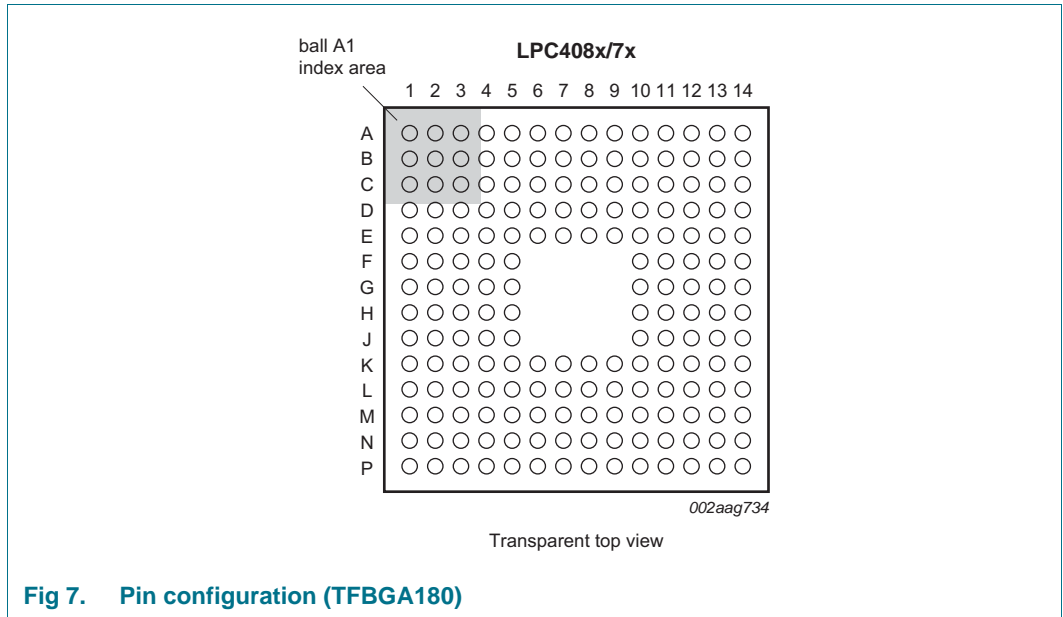 ball A1
index area
LPC408x/7x
1 2 3 4 5 6 7 8 9 10 11 12 13 14
A
B
C
D
E
F
G
H
J
K
L
M
N
P
002aag734
Transparent top view
Fig 7. Pin configuration (TFBGA180)